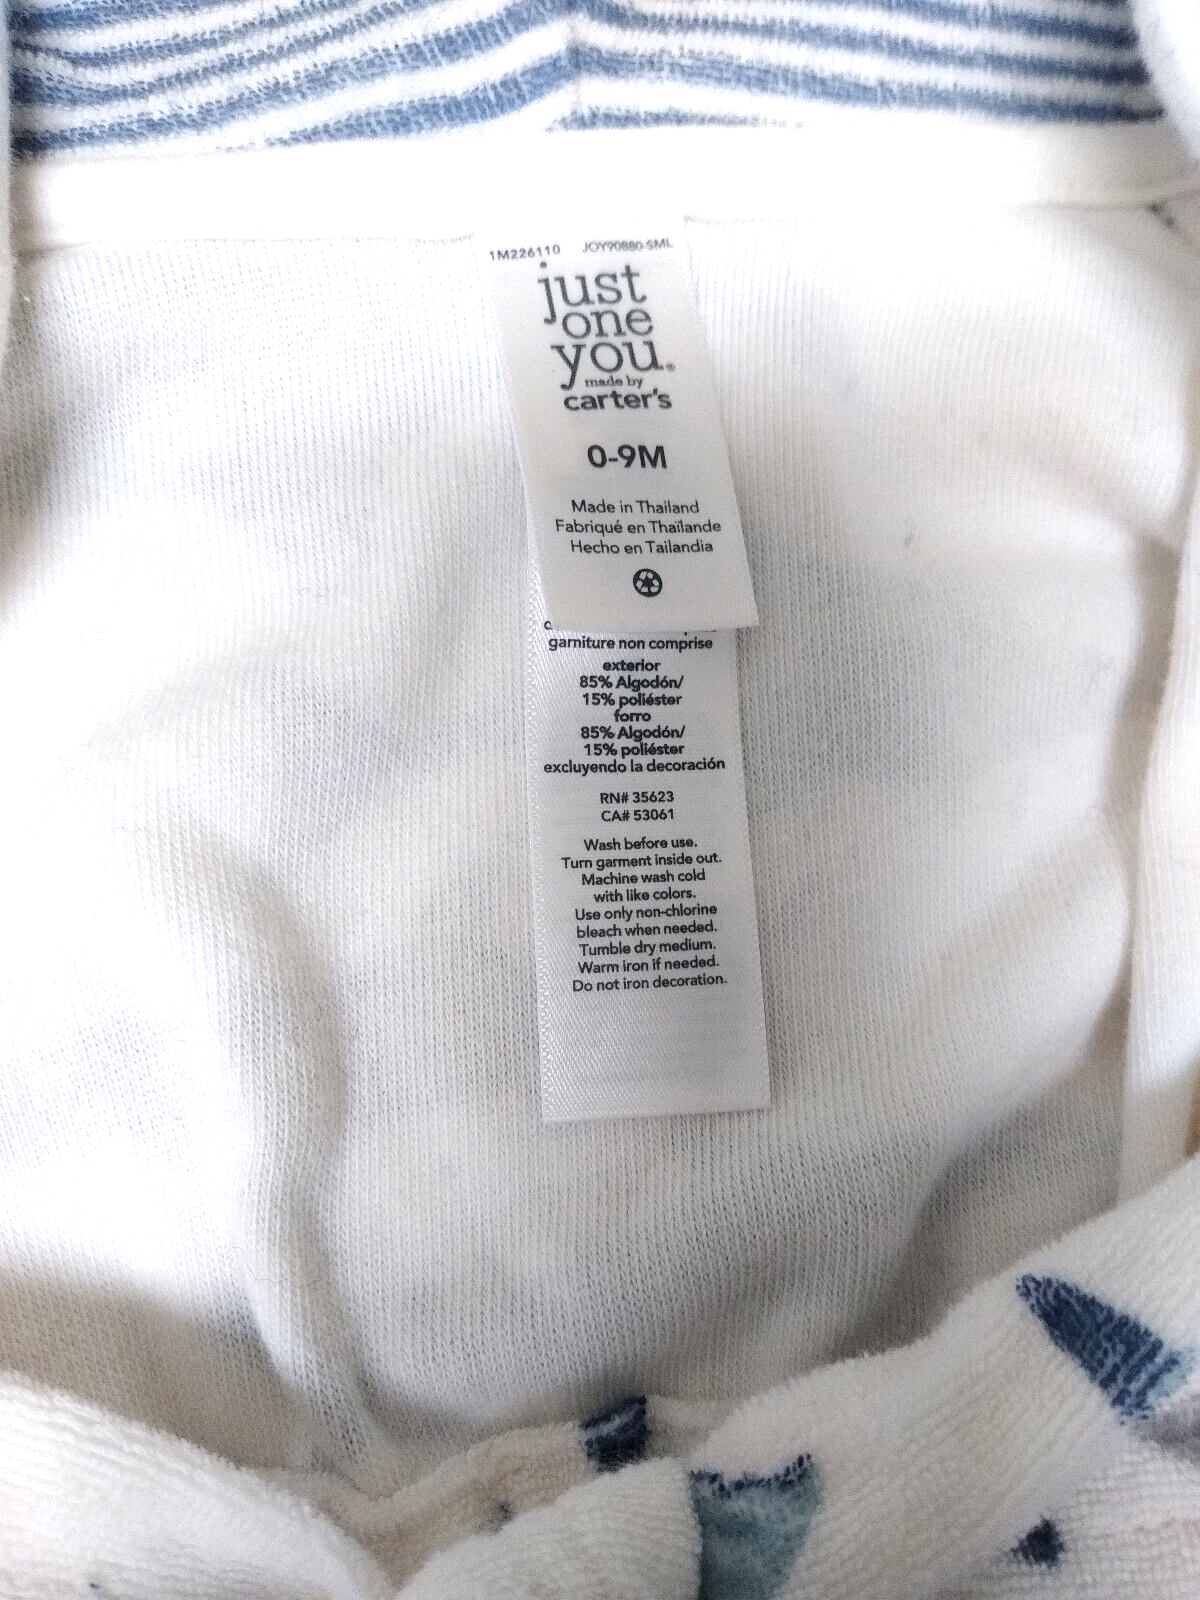 1M226110 JOY90880-SML
just
one
you®
made by
carter's
0-9M
Made in Thailand
Fabriqué en Thaïlande
Hecho en Tailandia
garniture non comprise
exterior
85% Algodón/
15% poliéster
forro
85% Algodón/
15% poliéster
excluyendo la decoración
RN# 35623
CA# 53061
Wash before use.
Turn garment inside out.
Machine wash cold
with like colors.
Use only non-chlorine
bleach when needed.
Tumble dry medium.
Warm iron if needed.
Do not iron decoration.